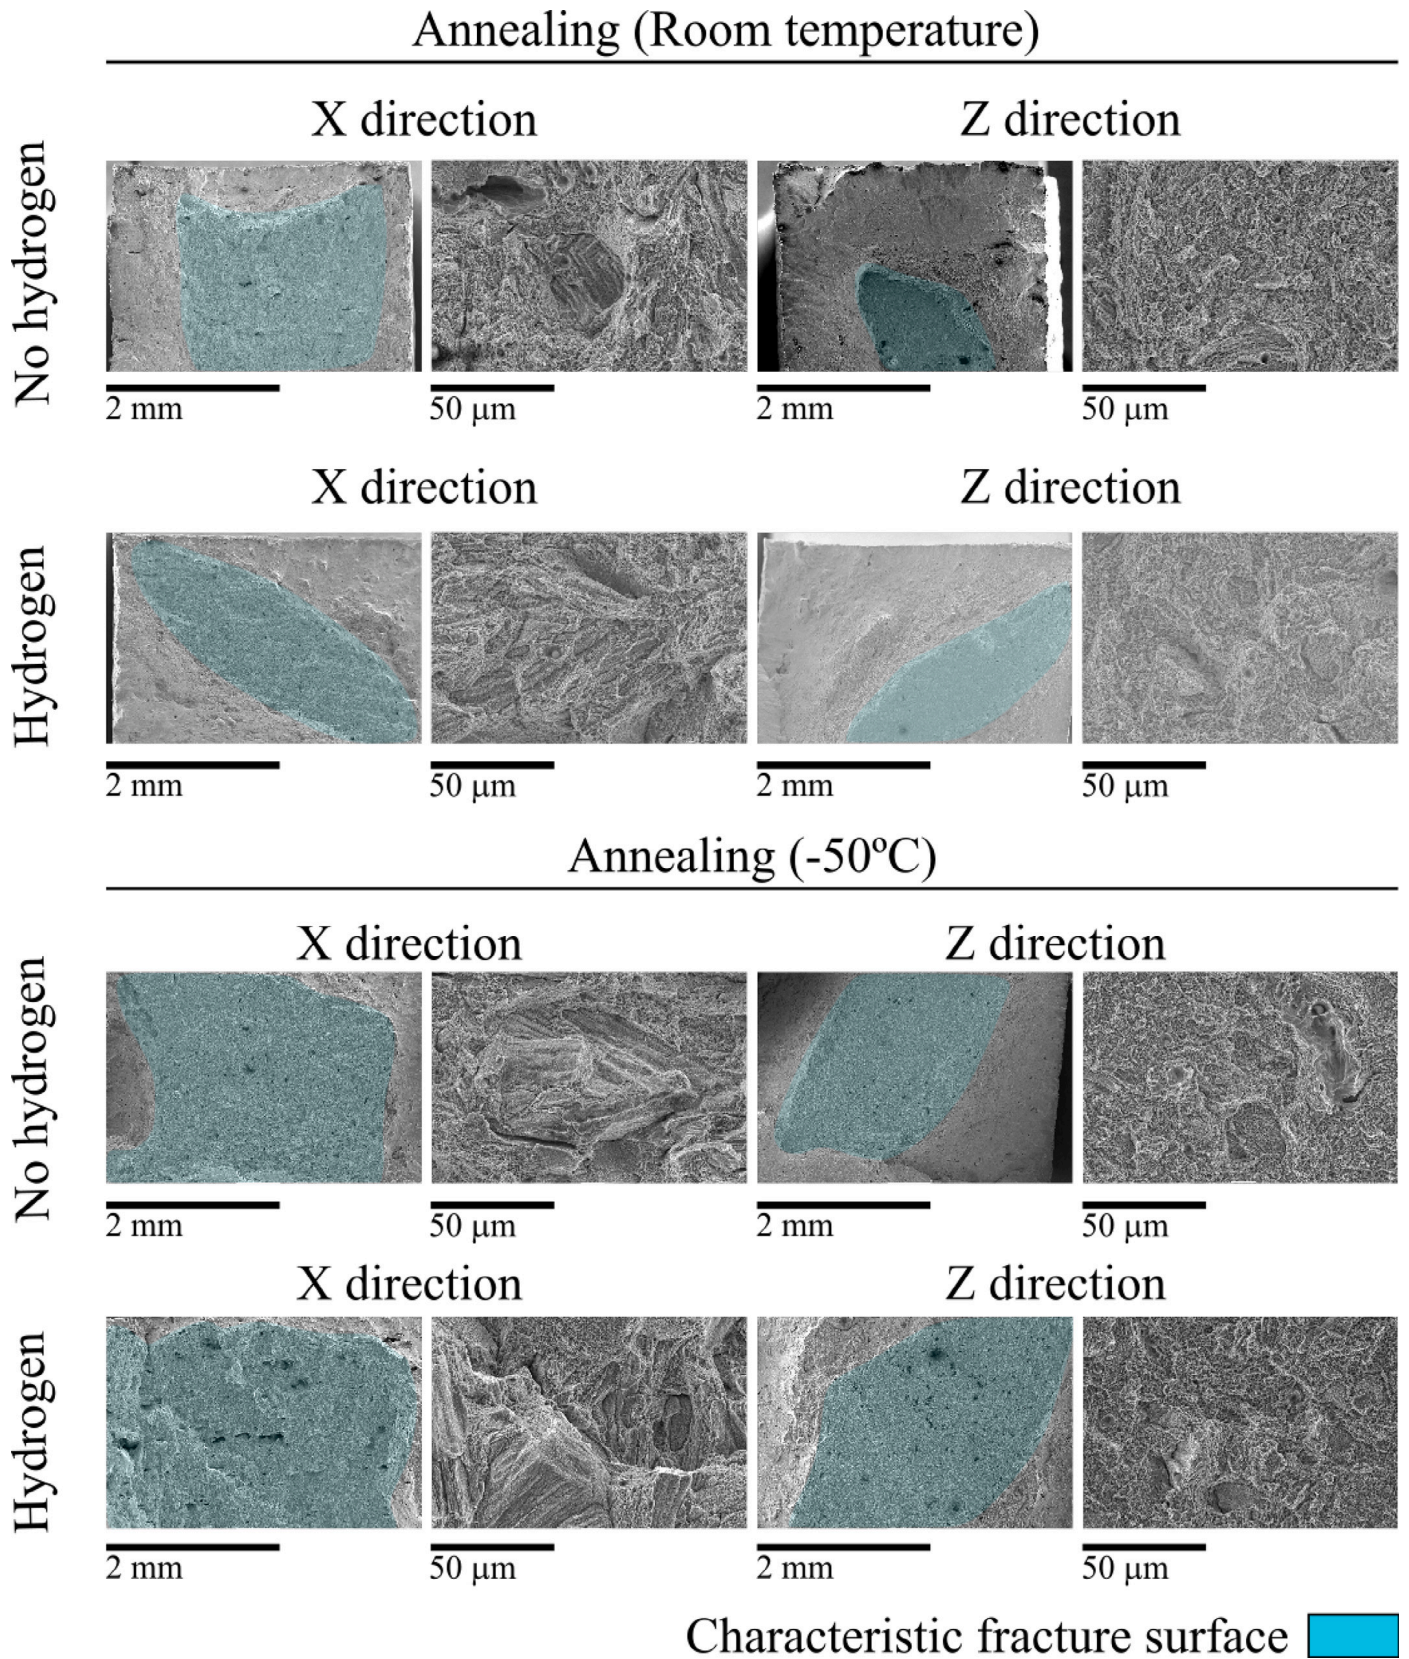 Annealing (Room temperature)
X direction
Z direction
No hydrogen
2 mm
50 μm
2 mm
50 μm
X direction
Z direction
Hydrogen
2 mm
50 μm
2 mm
50 μm
Annealing (-50ºC)
X direction
Z direction
No hydrogen
2 mm
50 μm
2 mm
50 μm
X direction
Z direction
Hydrogen
2 mm
50 μm
2 mm
50 μm
Characteristic fracture surface